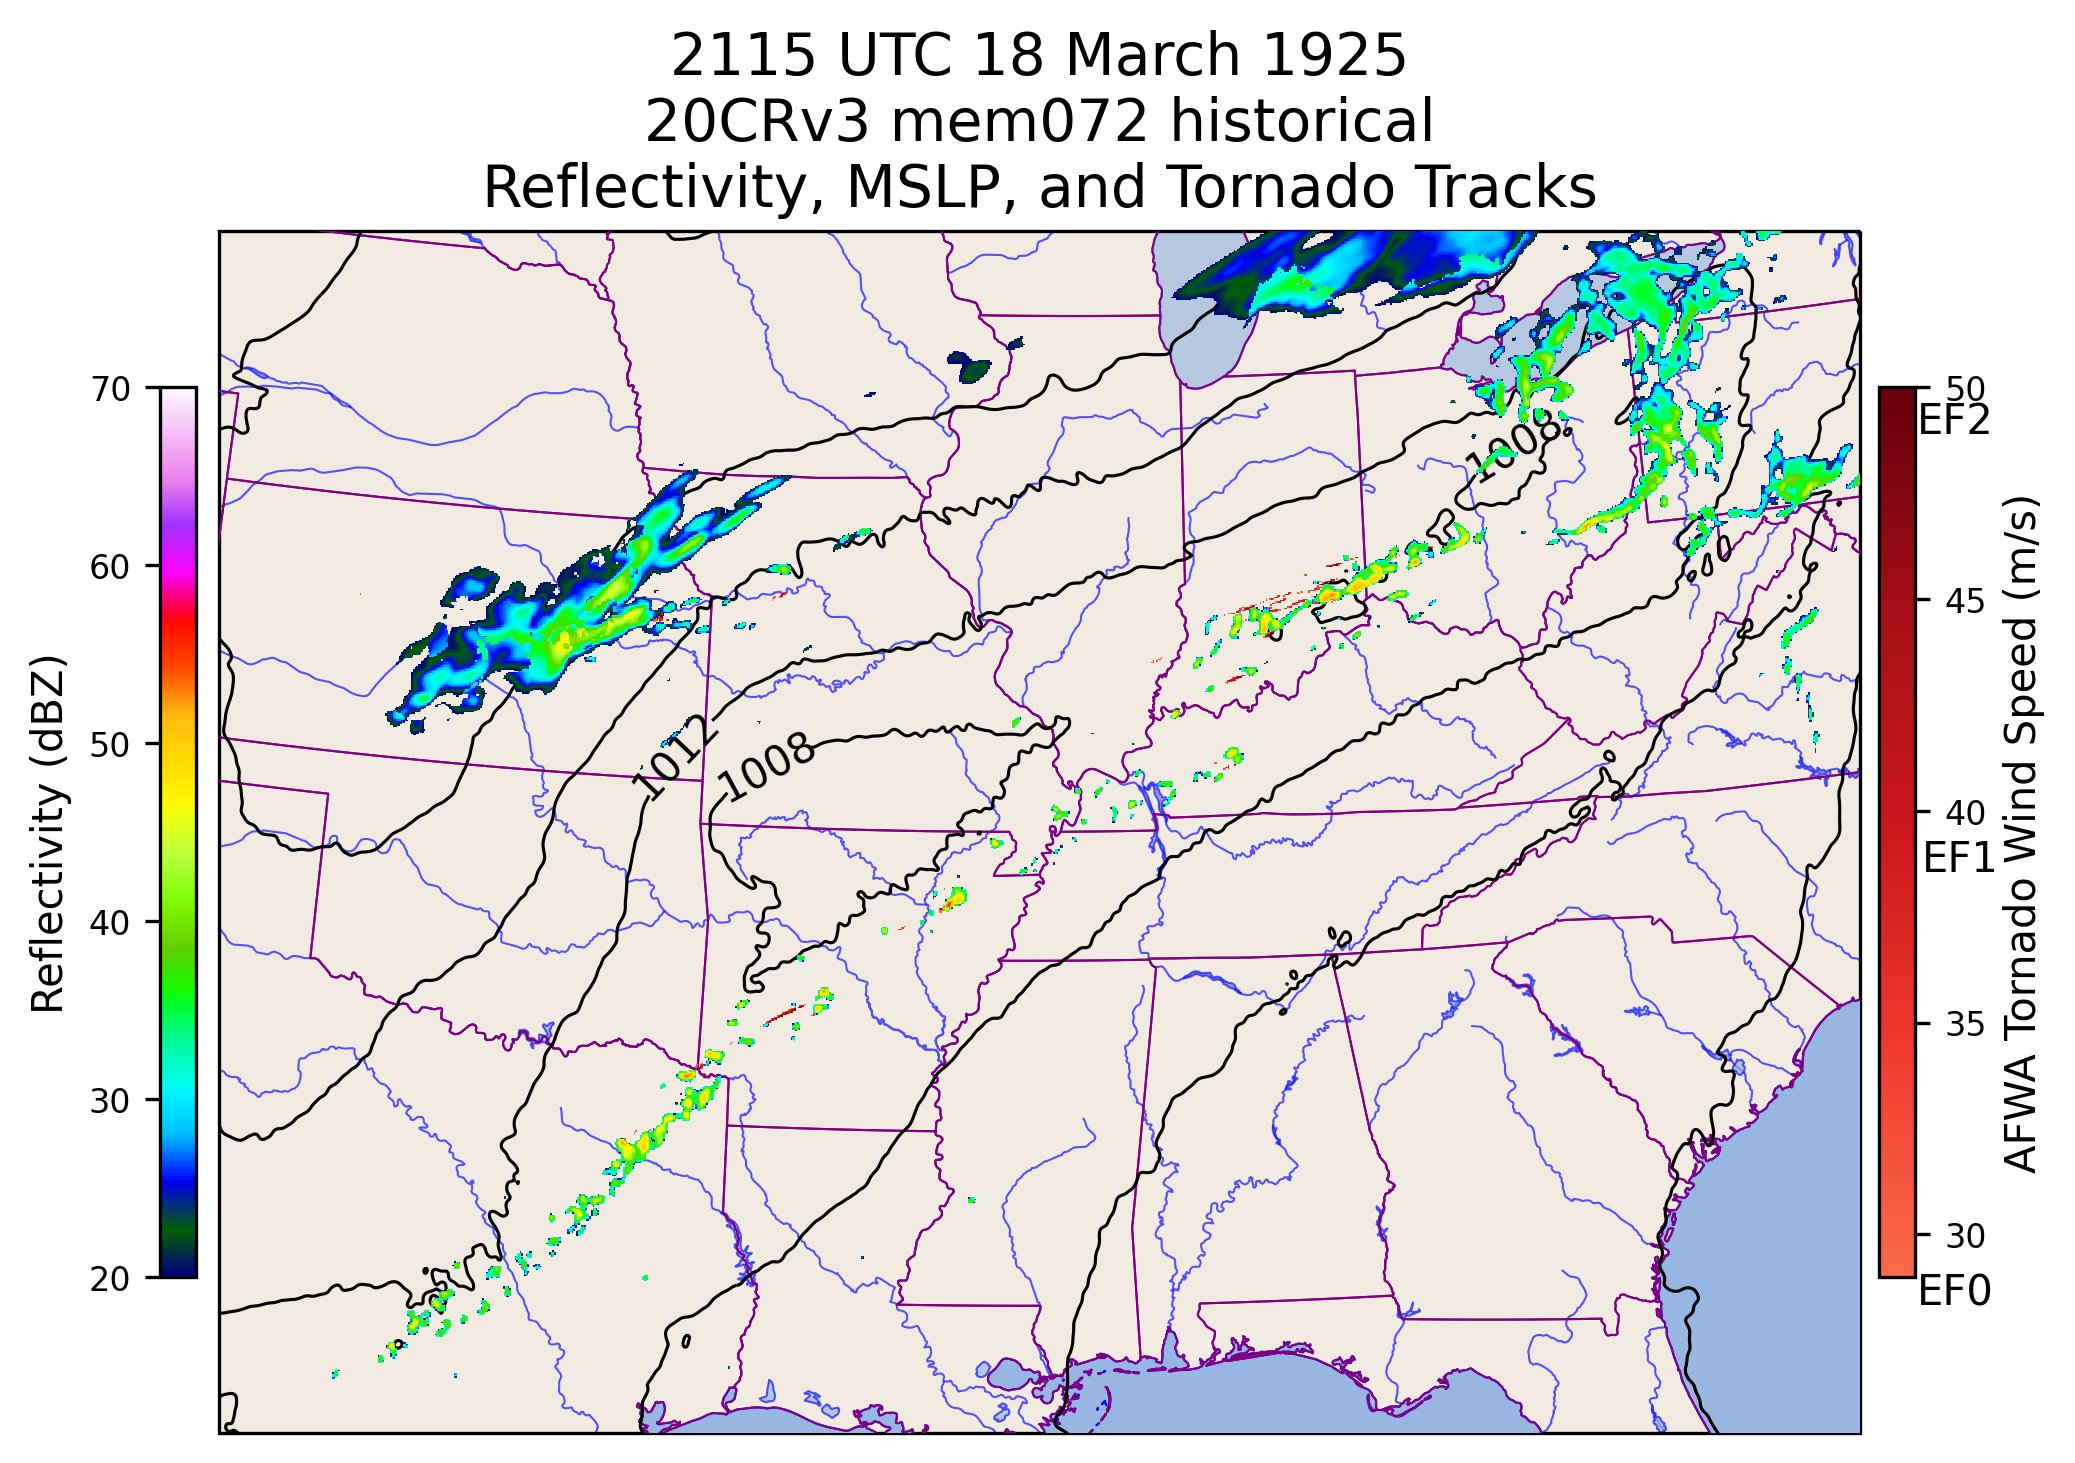 2115 UTC 18 March 1925
20CRv3 mem072 historical
Reflectivity, MSLP, and Tornado Tracks
Reflectivity (dBZ)
70
60
50
40
30
20
1008
1012
1008
50
EF2
45
40
EF1
35
30
EF0
AFWA Tornado Wind Speed (m/s)